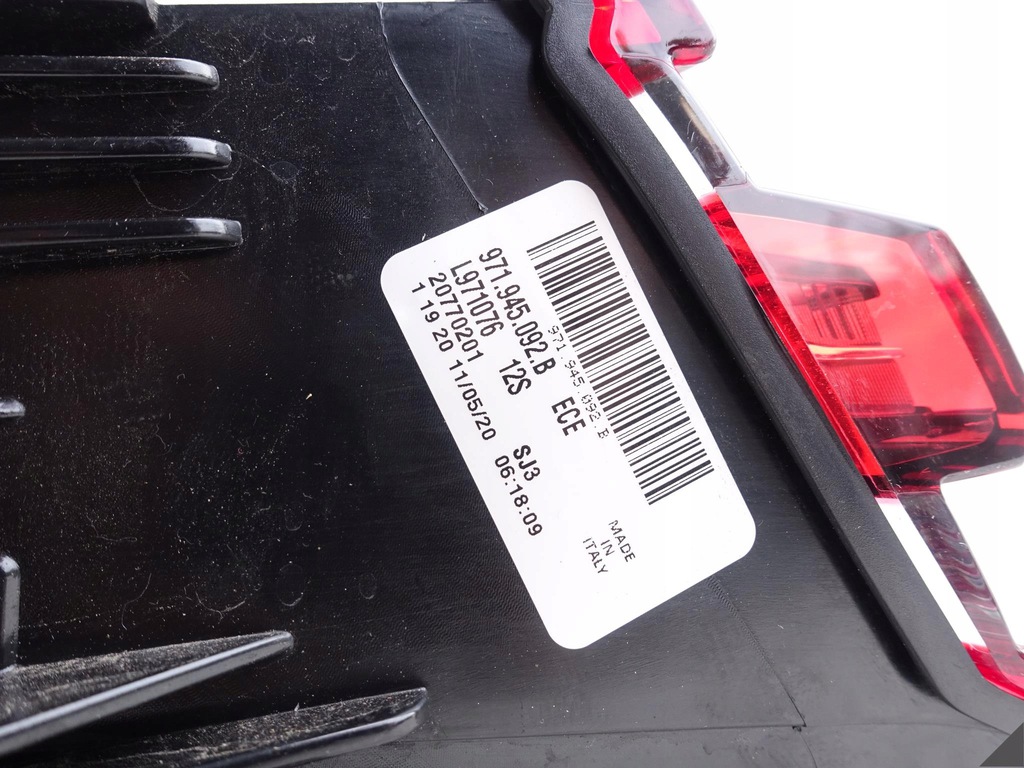 971.945.092.B
971.945.092.B ECE
L971076 12S
20770201 SJ3
1 19 20 11/05/20 06:18:09
MADE
IN
ITALY